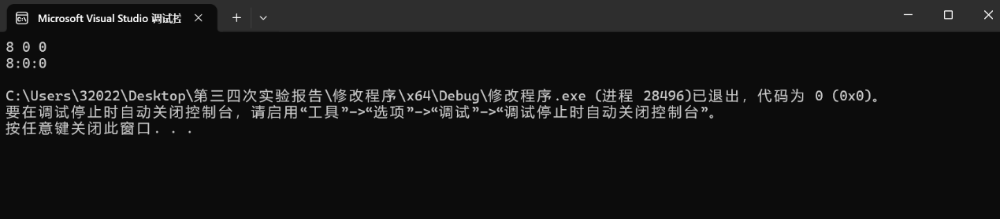 Microsoft Visual Studio 调试控
8 0 0
8:0:0
C:\Users\32022\Desktop\第三四次实验报告\修改程序\x64\Debug\修改程序.exe (进程 28496)已退出，代码为 0 (0x0)。
要在调试停止时自动关闭控制台，请启用“工具”->“选项”->“调试”->“调试停止时自动关闭控制台”。
按任意键关闭此窗口. . .